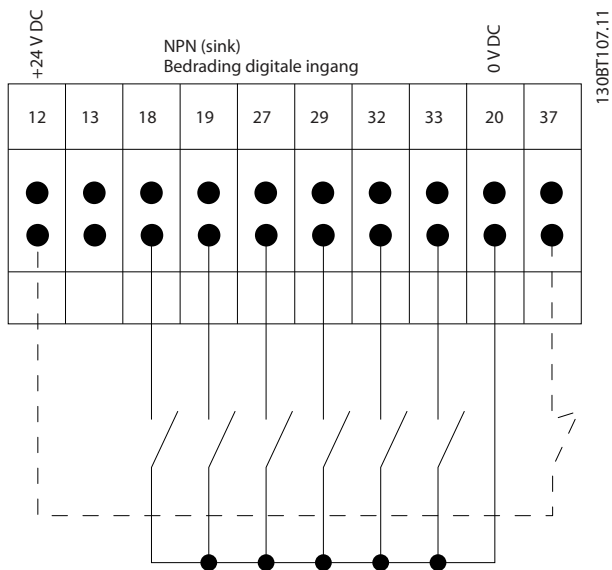 +24 V DC
NPN (sink)
Bedrading digitale ingang
0 V DC
130BT107.11
12 13 18 19 27 29 32 33 20 37